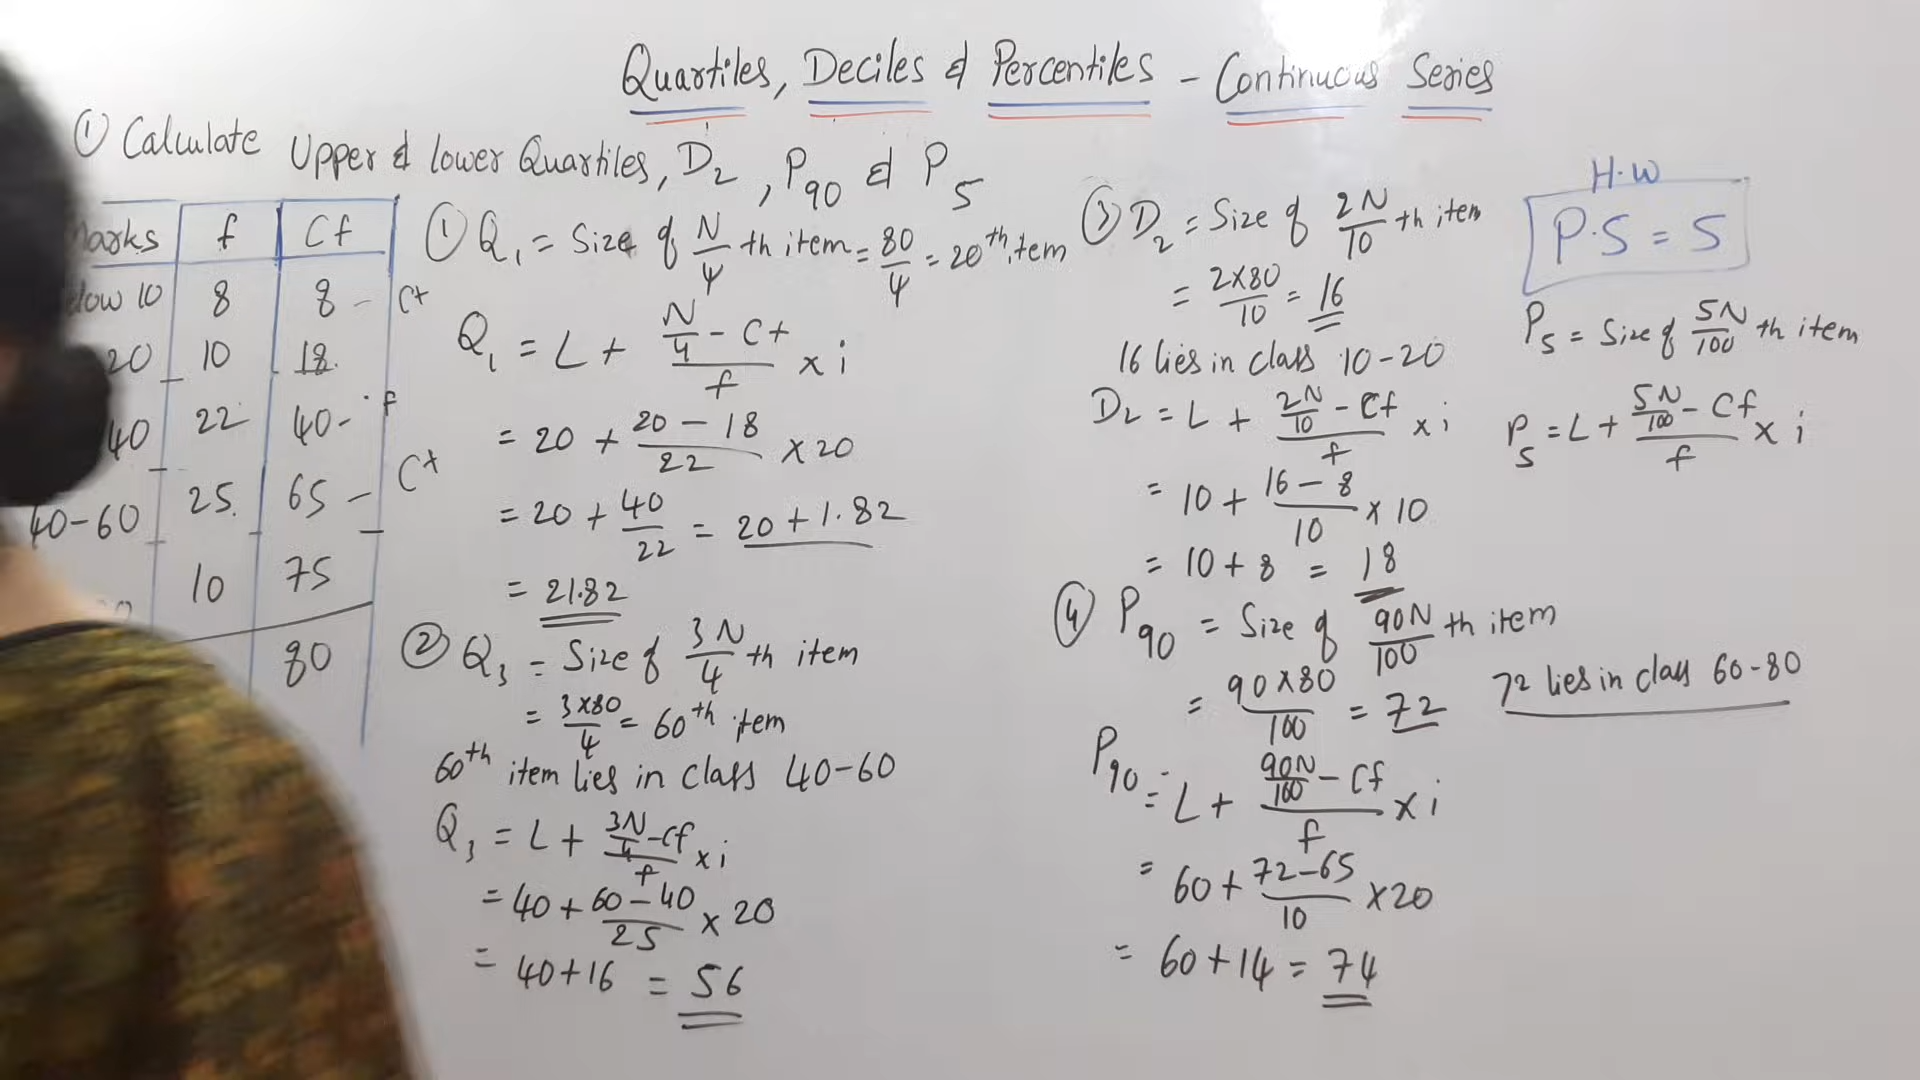 Quartiles, Deciles & Percentiles - Continuous Series
① Calculate Upper & lower Quartiles, D2, P90 & P5
f Cf
10 8 8 - Cf
20 10 18
40 22 40 - f
40-60 25 65 - Cf
10 75
80
① Q1 = Size of N/4 th item = 80/4 = 20th item
Q1 = L + (N/4 - Cf)/f x i
= 20 + (20 - 18)/22 x 20
= 20 + 40/22 = 20 + 1.82
= 21.82
② Q3 = Size of 3N/4 th item
= 3x80/4 = 60th item
60th item lies in class 40-60
Q3 = L + (3N/4 - Cf)/f x i
= 40 + (60 - 40)/25 x 20
= 40 + 16 = 56
③ D2 = Size of 2N/10 th item
= 2x80/10 = 16
16 lies in class 10-20
D2 = L + (2N/10 - Cf)/f x i
= 10 + (16 - 8)/10 x 10
= 10 + 8 = 18
④ P90 = Size of 90N/100 th item
= 90x80/100 = 72
72 lies in class 60-80
P90 = L + (90N/100 - Cf)/f x i
= 60 + (72-65)/10 x 20
= 60 + 14 = 74
H.W
P.5 = 5
P5 = Size of 5N/100 th item
P5 = L + (5N/100 - Cf)/f x i